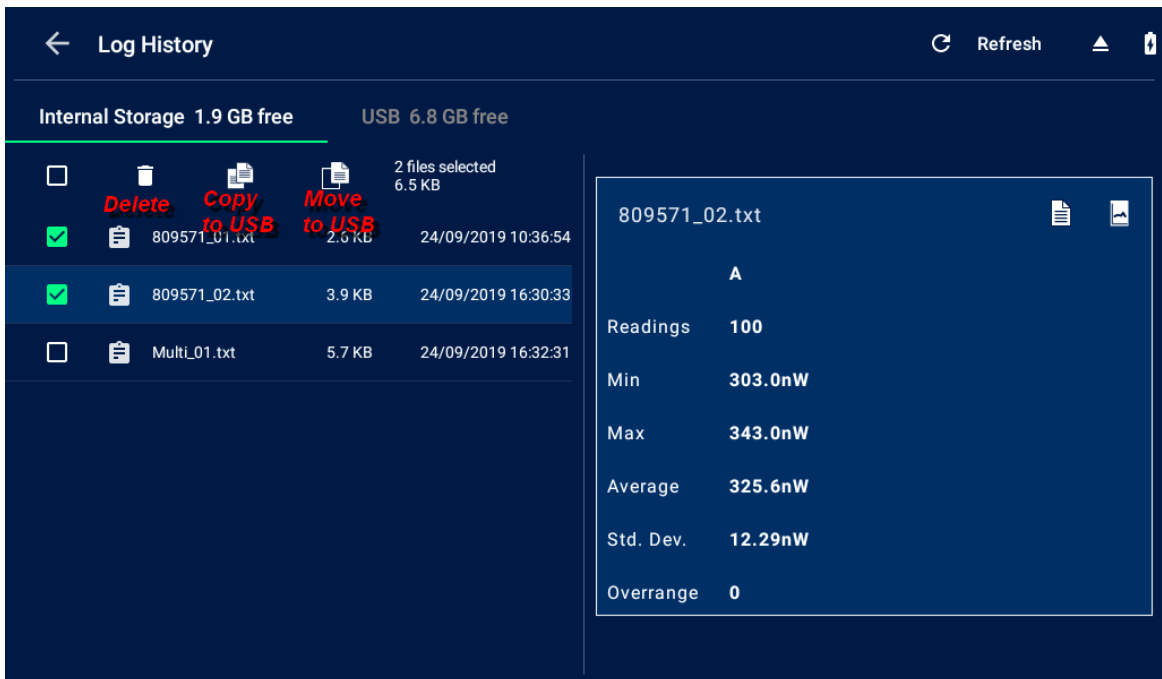 Log History
Refresh
Internal Storage 1.9 GB free
USB 6.8 GB free
2 files selected
6.5 KB
Delete
Copy
to USB
Move
to USB
809571_01.txt 2.6 KB 24/09/2019 10:36:54
809571_02.txt 3.9 KB 24/09/2019 16:30:33
Multi_01.txt 5.7 KB 24/09/2019 16:32:31
809571_02.txt
A
Readings 100
Min 303.0nW
Max 343.0nW
Average 325.6nW
Std. Dev. 12.29nW
Overrange 0